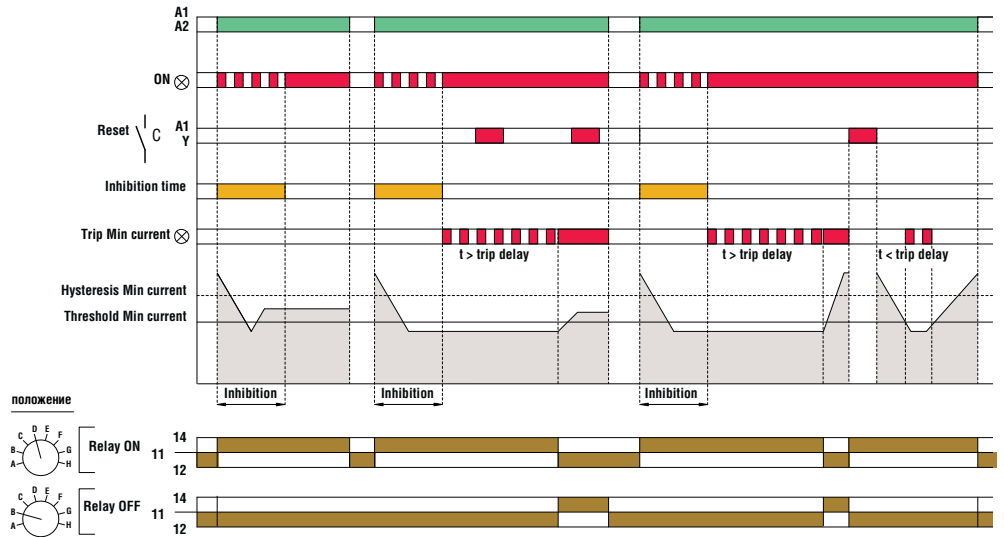 A1
A2
ON
Reset C A1
Y
Inhibition time
Trip Min current
t > trip delay t > trip delay t < trip delay
Hysteresis Min current
Threshold Min current
Inhibition Inhibition Inhibition
положение
A B C D E F G H
Relay ON 14
11
12
A B C D E F G H
Relay OFF 14
11
12